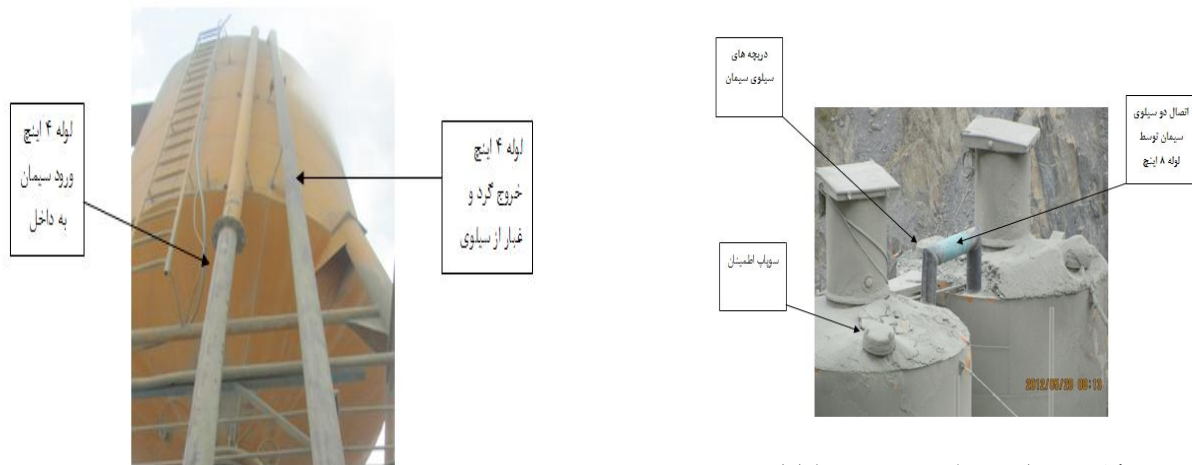 لوله ۴ اینچ
ورود سیمان
به داخل
لوله ۴ اینچ
خروج گرد و
غبار از سیلوی
دریچه های
سیلوی سیمان
سوپاپ اطمینان
اتصال دو سیلوی
سیمان توسط
لوله ۸ اینچ
2012/05/20 08:13